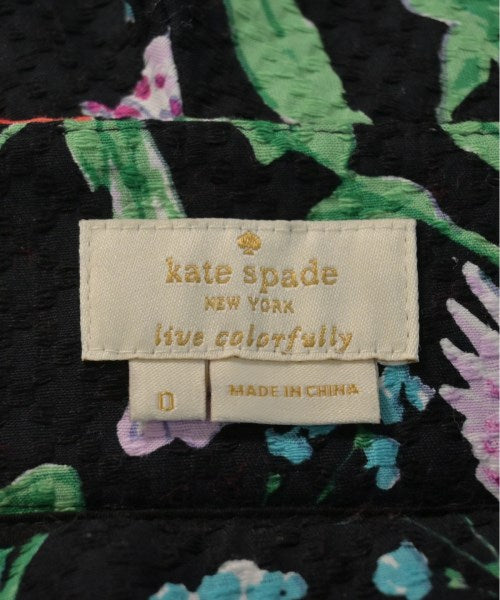 kate spade
NEW YORK
live colorfully
0
MADE IN CHINA